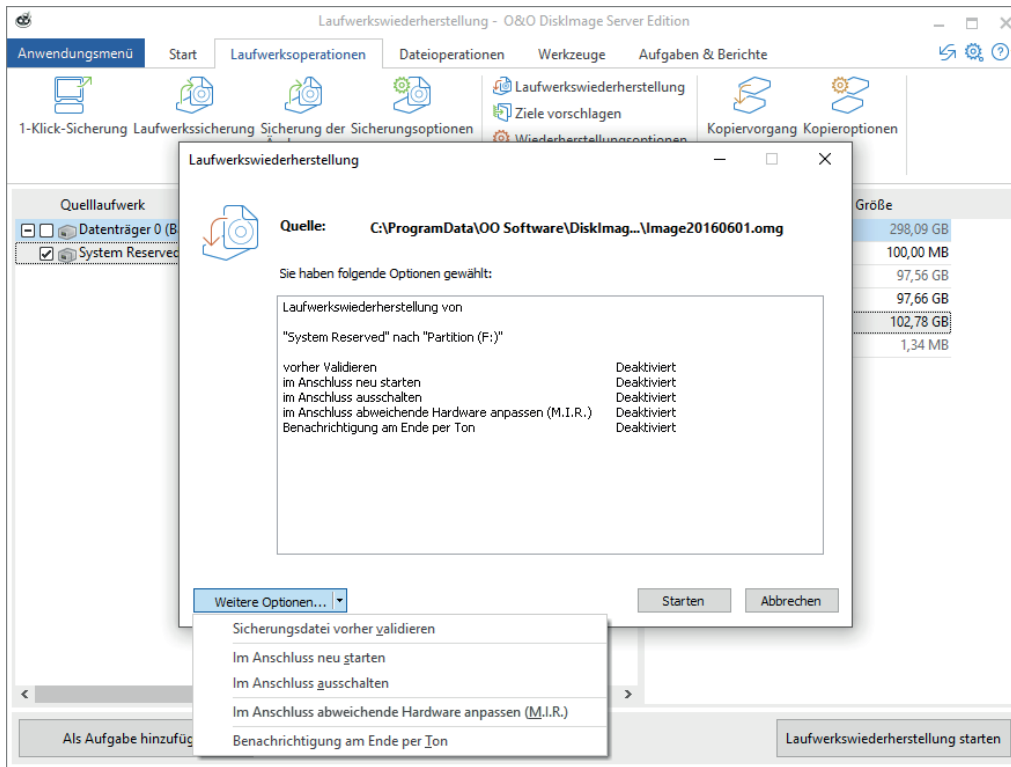 Laufwerkswiederherstellung - O&O DiskImage Server Edition
Anwendungsmenü Start Laufwerksoperationen Dateioperationen Werkzeuge Aufgaben & Berichte
Laufwerkswiederherstellung
Ziele vorschlagen
Wiederherstellungsoptionen
1-Klick-Sicherung Laufwerkssicherung Sicherung der Sicherungsoptionen Kopiervorgang Kopieroptionen
Quelllaufwerk
Datenträger 0 (B
System Reserved
Größe
298,09 GB
100,00 MB
97,56 GB
97,66 GB
102,78 GB
1,34 MB
Laufwerkswiederherstellung
Quelle: C:\ProgramData\OO Software\DiskImag...\Image20160601.omg
Sie haben folgende Optionen gewählt:
Laufwerkswiederherstellung von
"System Reserved" nach "Partition (F:)"
vorher Validieren Deaktiviert
im Anschluss neu starten Deaktiviert
im Anschluss ausschalten Deaktiviert
im Anschluss abweichende Hardware anpassen (M.I.R.) Deaktiviert
Benachrichtigung am Ende per Ton Deaktiviert
Weitere Optionen... Starten Abbrechen
Sicherungsdatei vorher validieren
Im Anschluss neu starten
Im Anschluss ausschalten
Im Anschluss abweichende Hardware anpassen (M.I.R.)
Benachrichtigung am Ende per Ton
Als Aufgabe hinzufüg
Laufwerkswiederherstellung starten